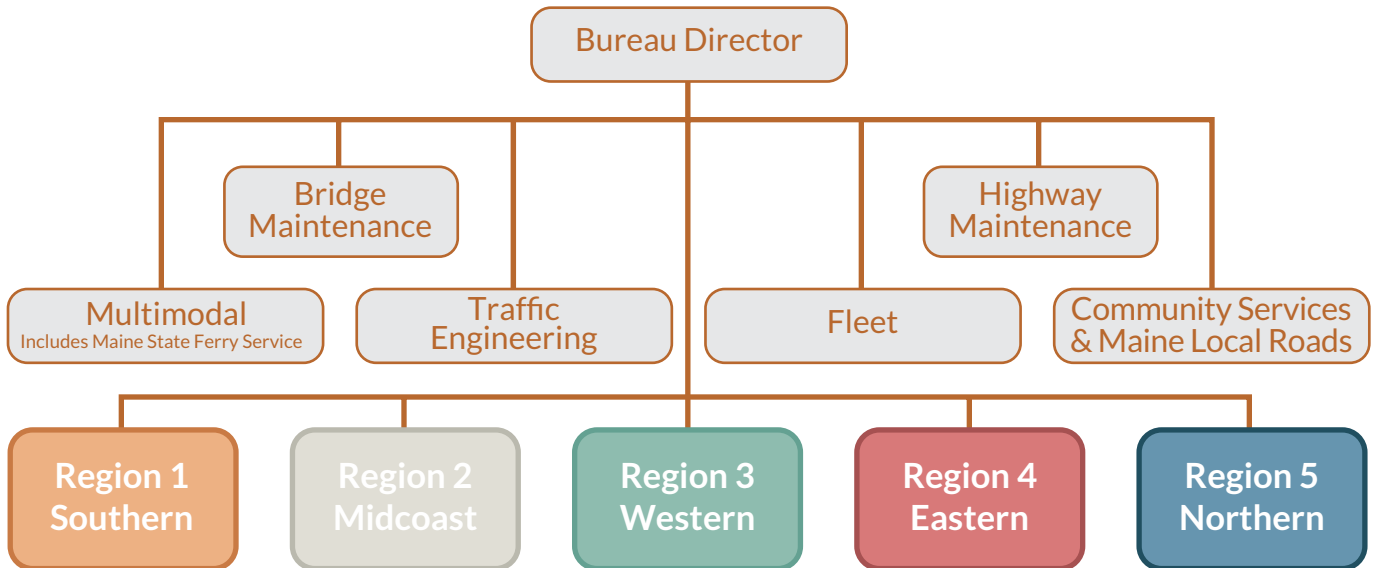 Bureau Director
Bridge
Maintenance
Highway
Maintenance
Multimodal
Includes Maine State Ferry Service
Traffic
Engineering
Fleet
Community Services
& Maine Local Roads
Region 1
Southern
Region 2
Midcoast
Region 3
Western
Region 4
Eastern
Region 5
Northern